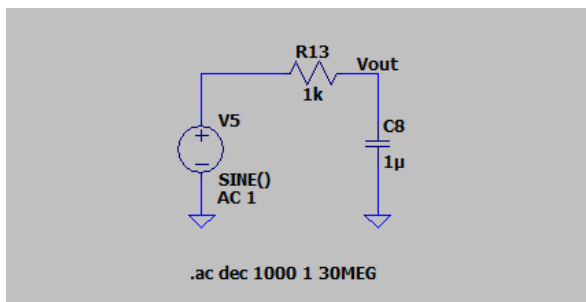 R13
Vout
1k
V5
C8
1µ
SINE()
AC 1
.ac dec 1000 1 30MEG